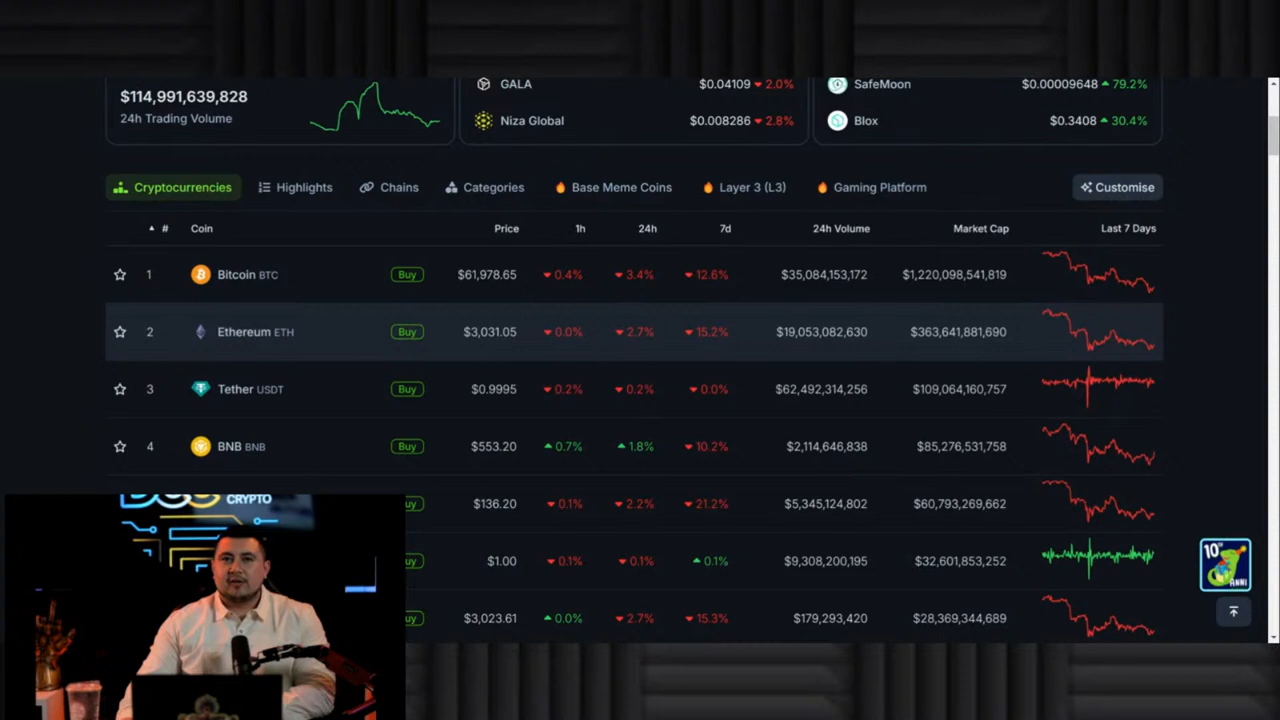 GALA $0.04109 2.0% SafeMoon $0.00009648 79.2%
$114,991,639,828
24h Trading Volume
Niza Global $0.008286 2.8% Blox $0.3408 30.4%
Cryptocurrencies Highlights Chains Categories Base Meme Coins Layer 3 (L3) Gaming Platform Customise
# Coin Price 1h 24h 7d 24h Volume Market Cap Last 7 Days
1 Bitcoin BTC Buy $61,978.65 0.4% 3.4% 12.6% $35,084,153,172 $1,220,098,541,819
2 Ethereum ETH Buy $3,031.05 0.0% 2.7% 15.2% $19,053,082,630 $363,641,881,690
3 Tether USDT Buy $0.9995 0.2% 0.2% 0.0% $62,492,314,256 $109,064,160,757
4 BNB BNB Buy $553.20 0.7% 1.8% 10.2% $2,114,646,838 $85,276,531,758
uy $136.20 0.1% 2.2% 21.2% $5,345,124,802 $60,793,269,662
uy $1.00 0.1% 0.1% 0.1% $9,308,200,195 $32,601,853,252
uy $3,023.61 0.0% 2.7% 15.3% $179,293,420 $28,369,344,689
CRYPTO
10TH
ANNI